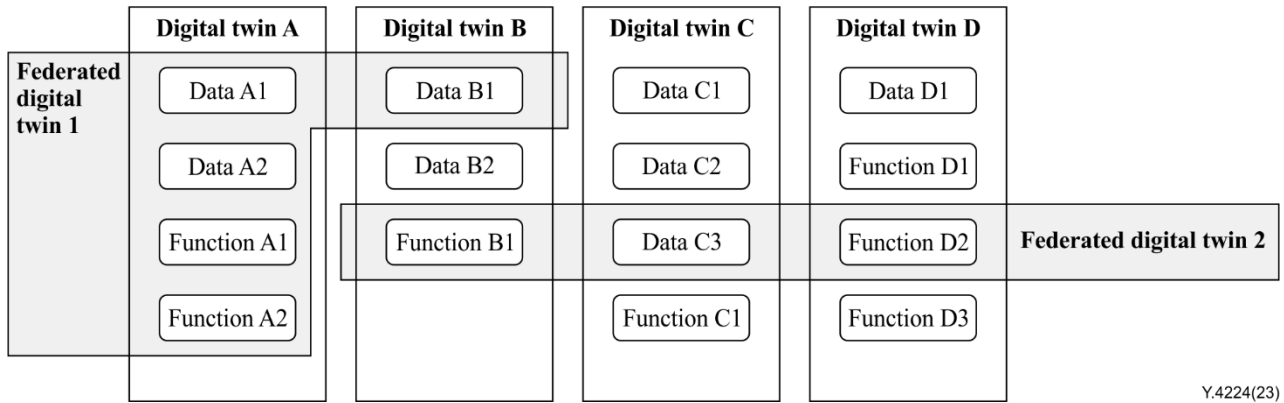 Digital twin A
Digital twin B
Digital twin C
Digital twin D
Federated
digital
twin 1
Data A1
Data B1
Data C1
Data D1
Data A2
Data B2
Data C2
Function D1
Function A1
Function B1
Data C3
Function D2
Federated digital twin 2
Function A2
Function C1
Function D3
Y.4224(23)